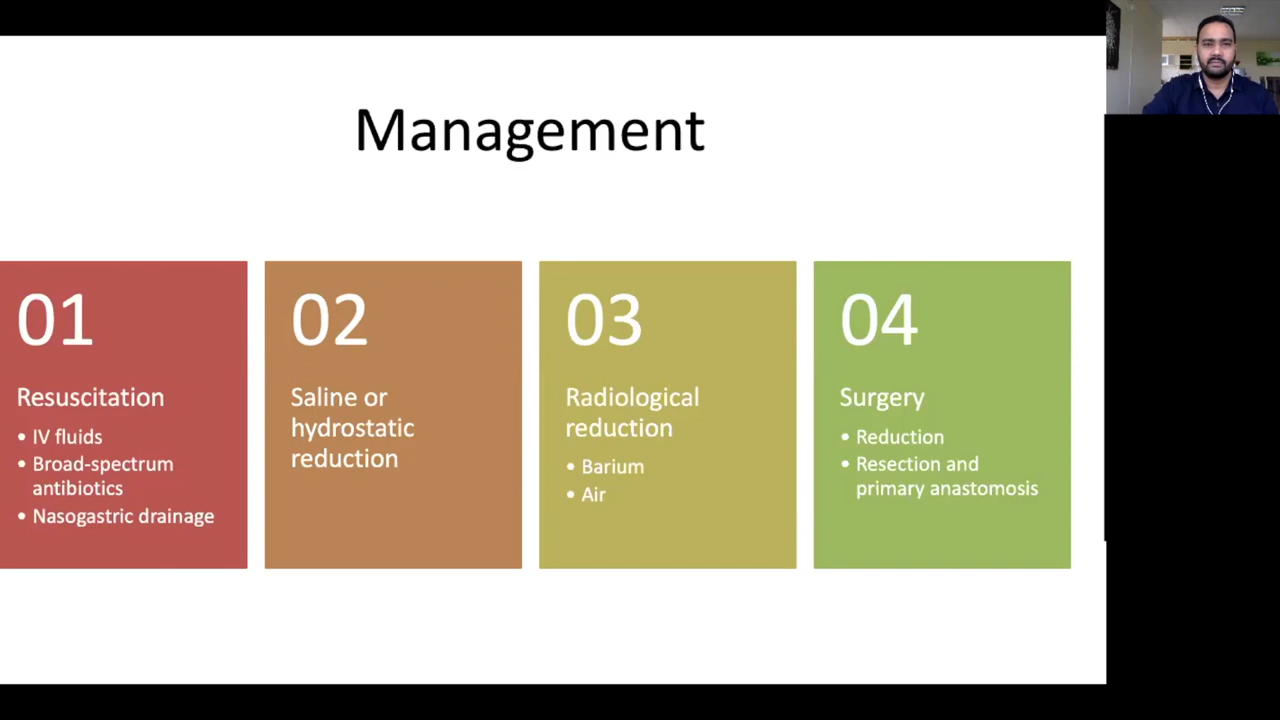 Management
01
Resuscitation
• IV fluids
• Broad-spectrum
antibiotics
• Nasogastric drainage
02
Saline or
hydrostatic
reduction
03
Radiological
reduction
• Barium
• Air
04
Surgery
• Reduction
• Resection and
primary anastomosis